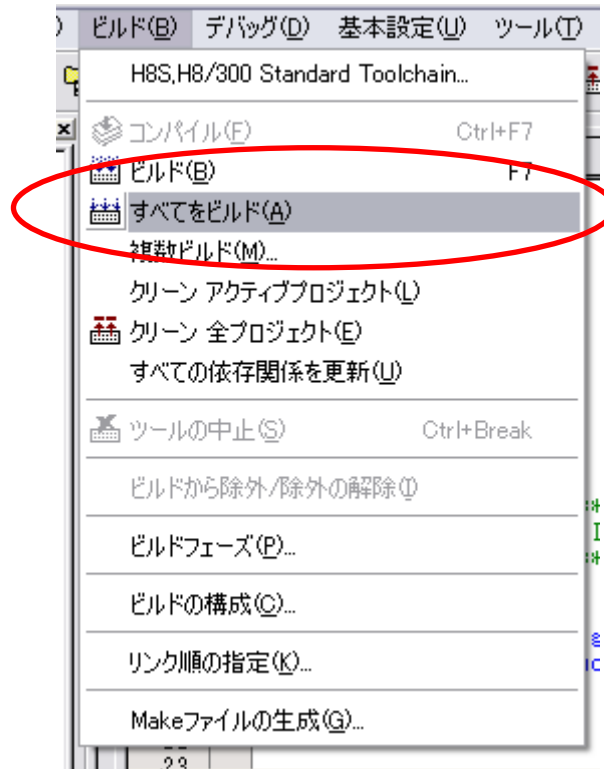 ) ビルド(B) デバッグ(D) 基本設定(U) ツール(T)
H8S,H8/300 Standard Toolchain...
コンパイル(F) Ctrl+F7
ビルド(B) F7
すべてをビルド(A)
複数ビルド(M)...
クリーン アクティブプロジェクト(L)
クリーン 全プロジェクト(E)
すべての依存関係を更新(U)
ツールの中止(S) Ctrl+Break
ビルドから除外/除外の解除(I)
ビルドフェーズ(P)...
ビルドの構成(C)...
リンク順の指定(K)...
Makeファイルの生成(G)...
23